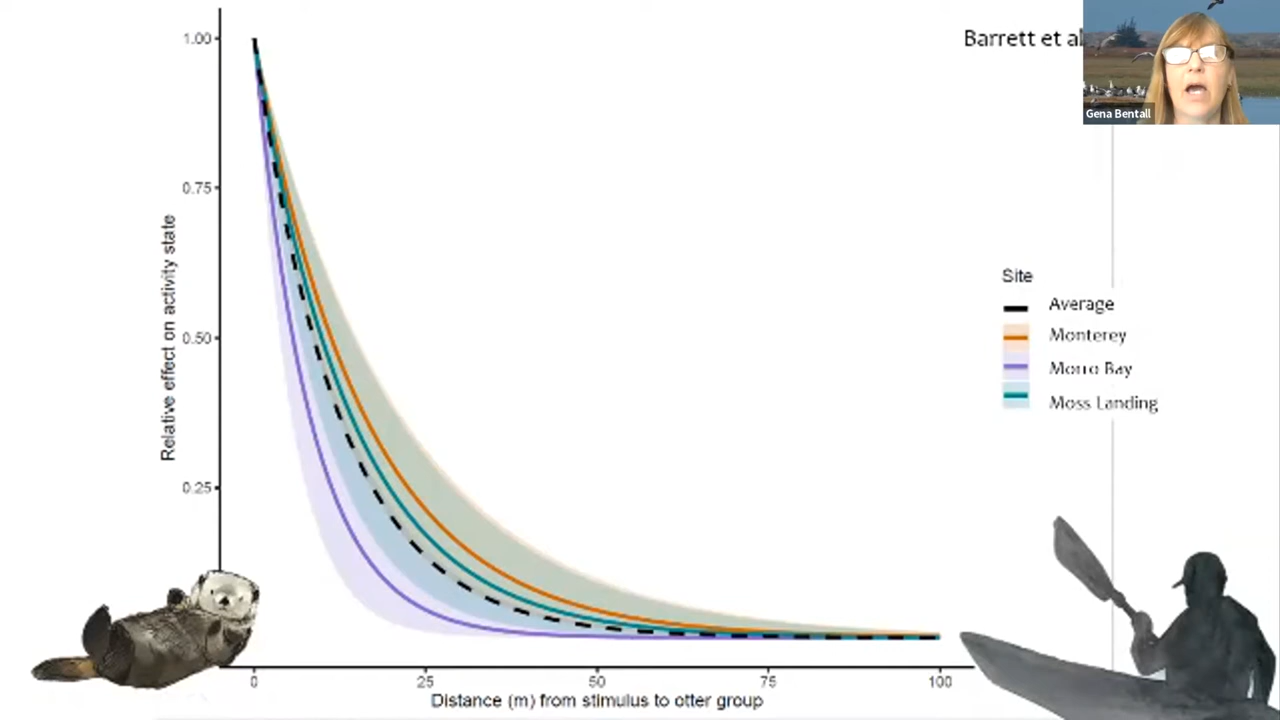 1.00
0.75
0.50
0.25
Relative effect on activity state
0
25
50
75
100
Distance (m) from stimulus to otter group
Barrett et al
Gena Bentall
Site
Average
Monterey
Morro Bay
Moss Landing